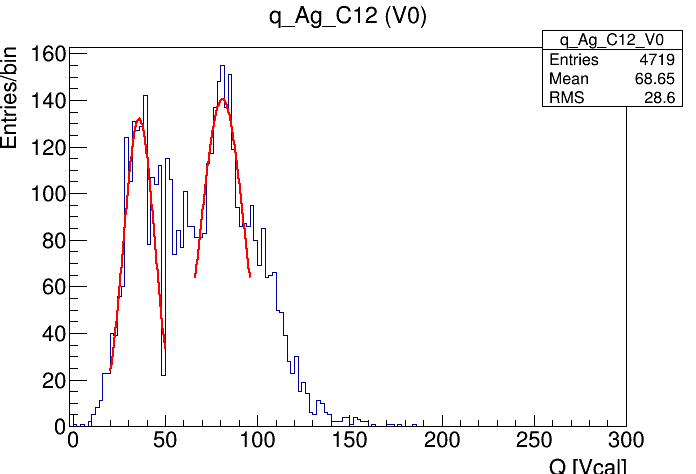 q_Ag_C12 (V0)
q_Ag_C12_V0
Entries 4719
Mean 68.65
RMS 28.6
Entries/bin
160
140
120
100
80
60
40
20
0
0 50 100 150 200 250 300
Q [Vcal]